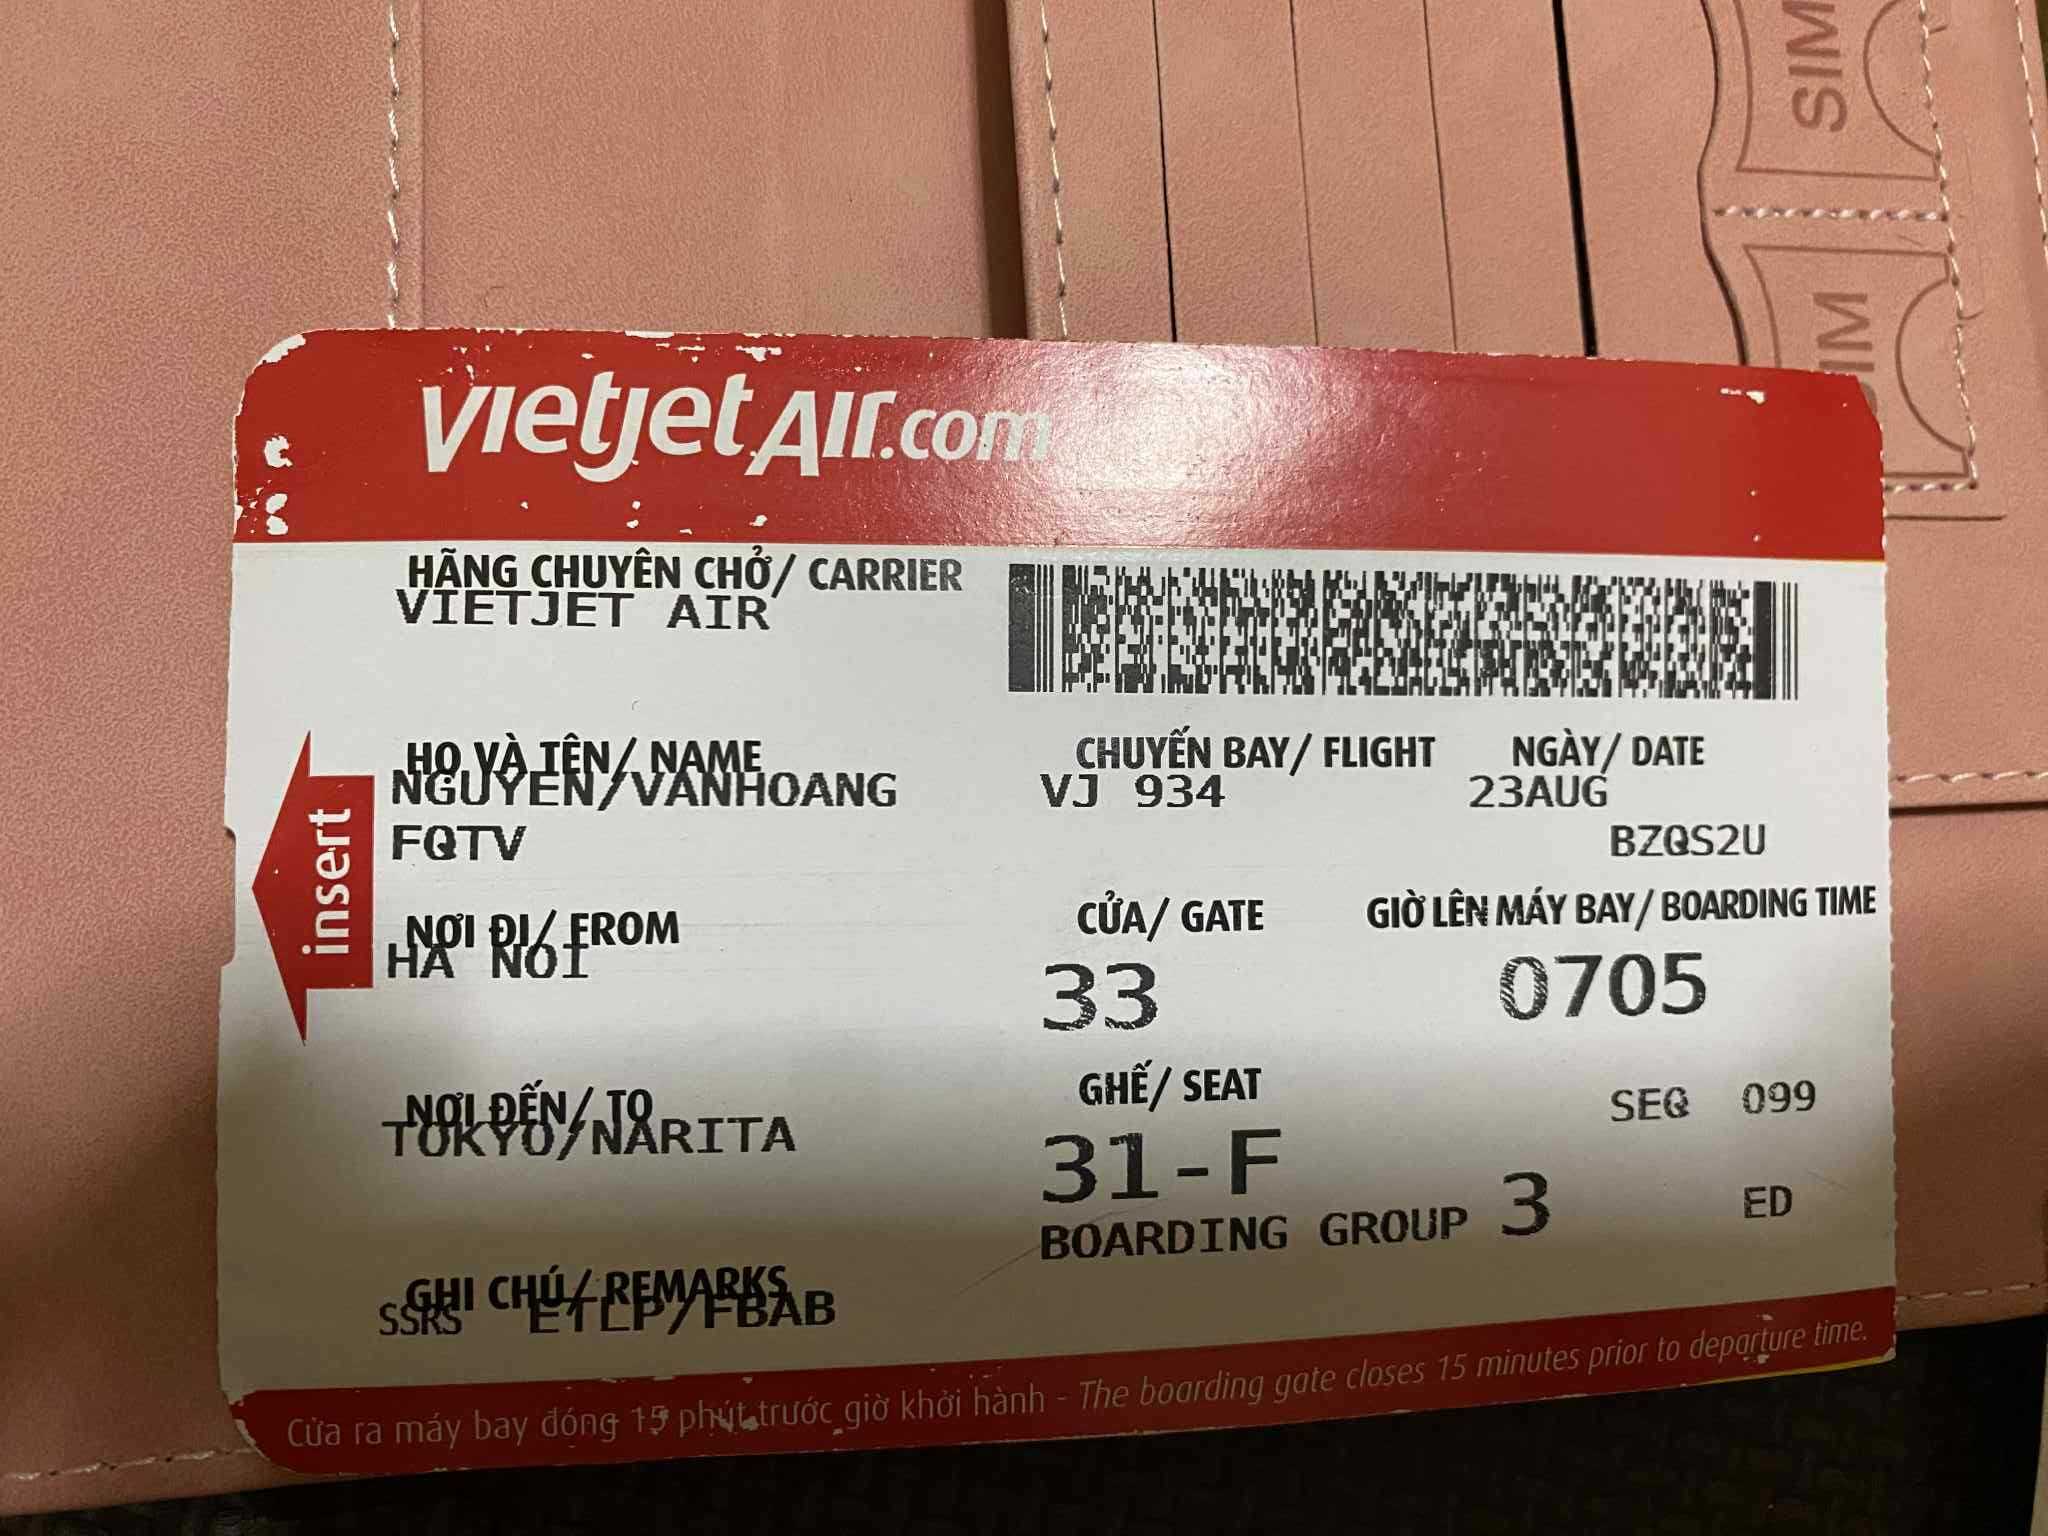 SIM
SIM
vietjetAir.com
HÃNG CHUYÊN CHỞ/ CARRIER
VIETJET AIR
HỌ VÀ TÊN/ NAME
NGUYEN/VANHOANG
FQTV
CHUYẾN BAY/ FLIGHT
VJ 934
NGÀY/ DATE
23AUG
BZQS2U
insert
NƠI ĐI/ FROM
HA NOI
CỬA/ GATE
33
GIỜ LÊN MÁY BAY/ BOARDING TIME
0705
NƠI ĐẾN/ TO
TOKYO/NARITA
GHẾ/ SEAT
31-F
SEQ 099
BOARDING GROUP 3
ED
GHI CHÚ/ REMARKS
SSRS ETLP/FBAB
Cửa ra máy bay đóng 15 phút trước giờ khởi hành - The boarding gate closes 15 minutes prior to departure time.